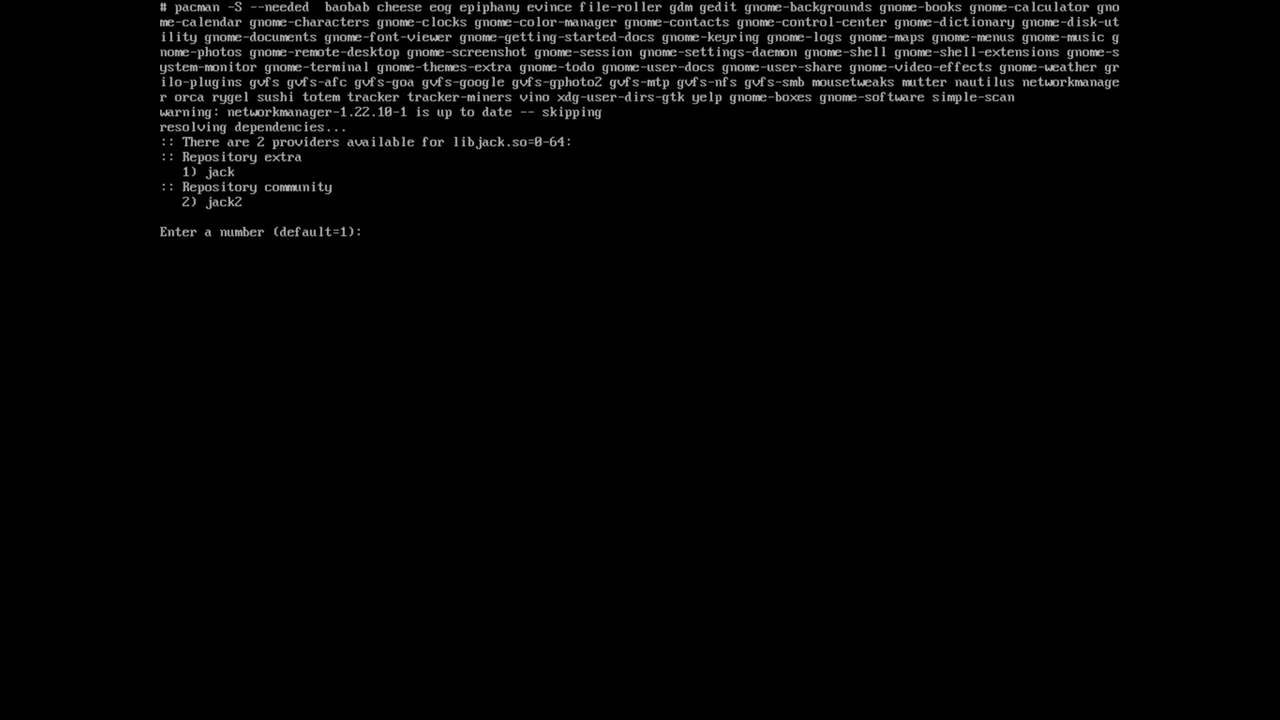 # pacman -S --needed  baobab cheese eog epiphany evince file-roller gdm gedit gnome-backgrounds gnome-books gnome-calculator gno
me-calendar gnome-characters gnome-clocks gnome-color-manager gnome-contacts gnome-control-center gnome-dictionary gnome-disk-ut
ility gnome-documents gnome-font-viewer gnome-getting-started-docs gnome-keyring gnome-logs gnome-maps gnome-menus gnome-music g
nome-photos gnome-remote-desktop gnome-screenshot gnome-session gnome-settings-daemon gnome-shell gnome-shell-extensions gnome-s
ystem-monitor gnome-terminal gnome-themes-extra gnome-todo gnome-user-docs gnome-user-share gnome-video-effects gnome-weather gr
ilo-plugins gvfs gvfs-afc gvfs-goa gvfs-google gvfs-gphoto2 gvfs-mtp gvfs-nfs gvfs-smb mousetweaks mutter nautilus networkmanage
r orca rygel sushi totem tracker tracker-miners vino xdg-user-dirs-gtk yelp gnome-boxes gnome-software simple-scan
warning: networkmanager-1.22.10-1 is up to date -- skipping
resolving dependencies...
:: There are 2 providers available for libjack.so=0-64:
:: Repository extra
   1) jack
:: Repository community
   2) jack2
Enter a number (default=1):